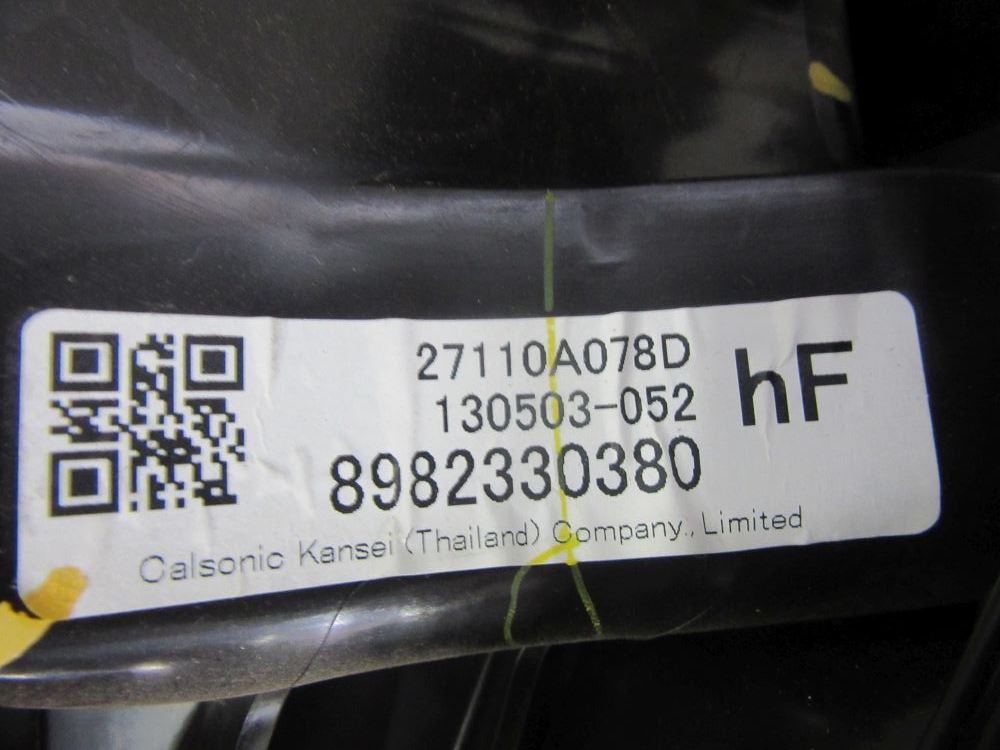 27110A078D
130503-052
hF
8982330380
Calsonic Kansei (Thailand) Company., Limited